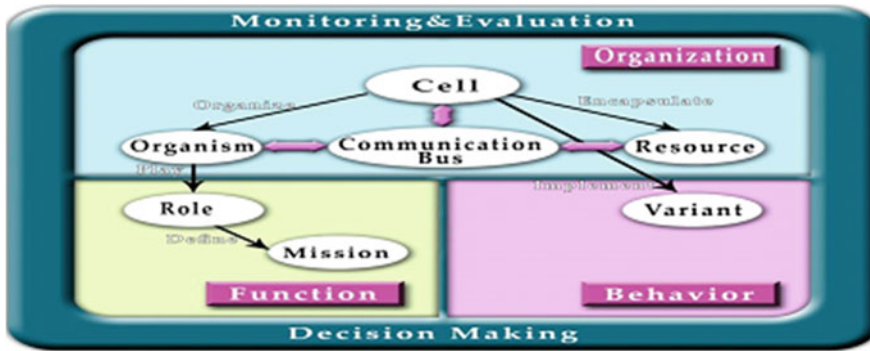 Monitoring&Evaluation
Organization
Cell
Organize
Encapsulate
Organism
Communication
Bus
Resource
Play
Implement
Role
Variant
Define
Mission
Function
Behavior
Decision Making